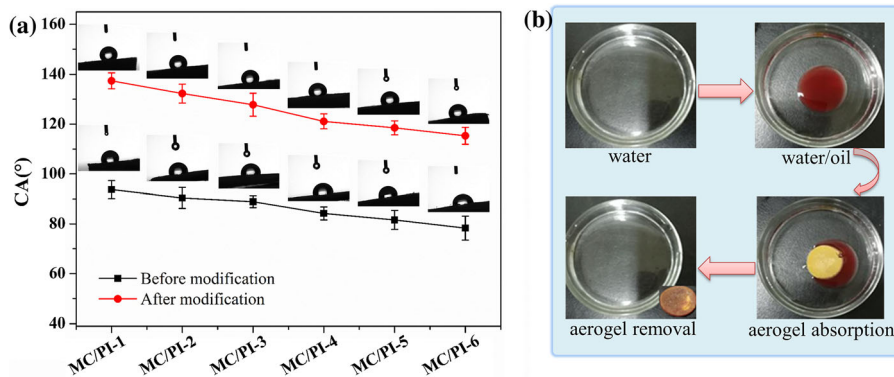 (a)
160
140
120
100
80
60
40
CA(°)
Before modification
After modification
MC/PI-1
MC/PI-2
MC/PI-3
MC/PI-4
MC/PI-5
MC/PI-6
(b)
water
water/oil
aerogel removal
aerogel absorption